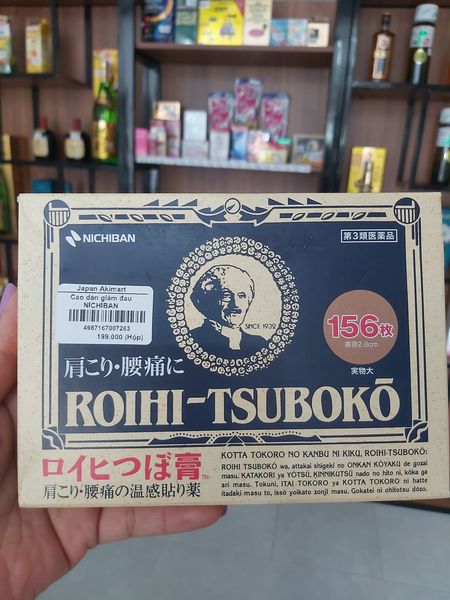 NICHIBAN
第3類医薬品
Japan Akimart
Cao dán giảm đau
NICHIBAN
4987167007263
199.000 (Hộp)
SINCE 1932
156枚
直径2.8cm
実物大
肩こり・腰痛に
ROIHI-TSUBOKŌ
ロイヒつぼ膏™
肩こり・腰痛の温感貼り薬
KOTTA TOKORO NO KANBU NI KIKU, ROIHI-TSUBOKŌ:
ROIHI TSUBOKŌ wa, attakai shigeki no ONKAN KŌYAKU de gozai
masu, KATAKORI ya YŌTSŪ, KINNIKUTSŪ nado no hito ni, kōka ga
ari masu. Tokuni, ITAI TOKORO ya KOTTA TOKORO ni hatte
itadaki masu to, issō yoikato zonji masu. Gokatei ni ohitotsu dōzo.